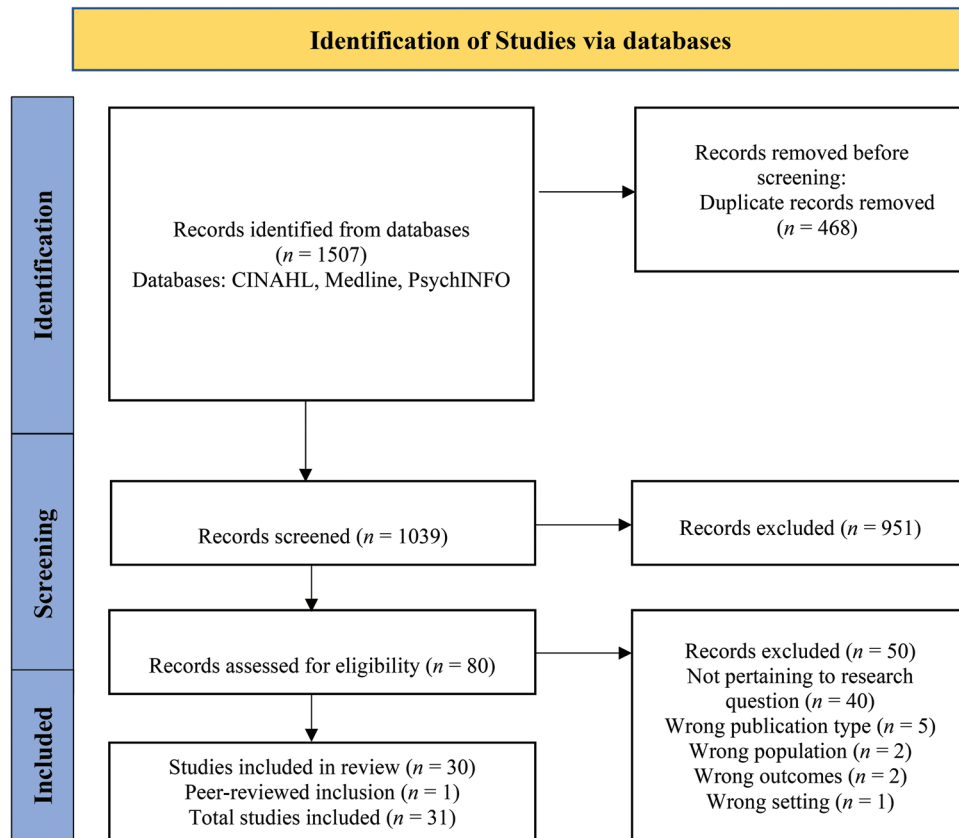 Identification of Studies via databases
Identification
Records identified from databases
(n = 1507)
Databases: CINAHL, Medline, PsychINFO
Records removed before
screening:
Duplicate records removed
(n = 468)
Screening
Records screened (n = 1039)
Records excluded (n = 951)
Records assessed for eligibility (n = 80)
Records excluded (n = 50)
Not pertaining to research
question (n = 40)
Wrong publication type (n = 5)
Wrong population (n = 2)
Wrong outcomes (n = 2)
Wrong setting (n = 1)
Included
Studies included in review (n = 30)
Peer-reviewed inclusion (n = 1)
Total studies included (n = 31)